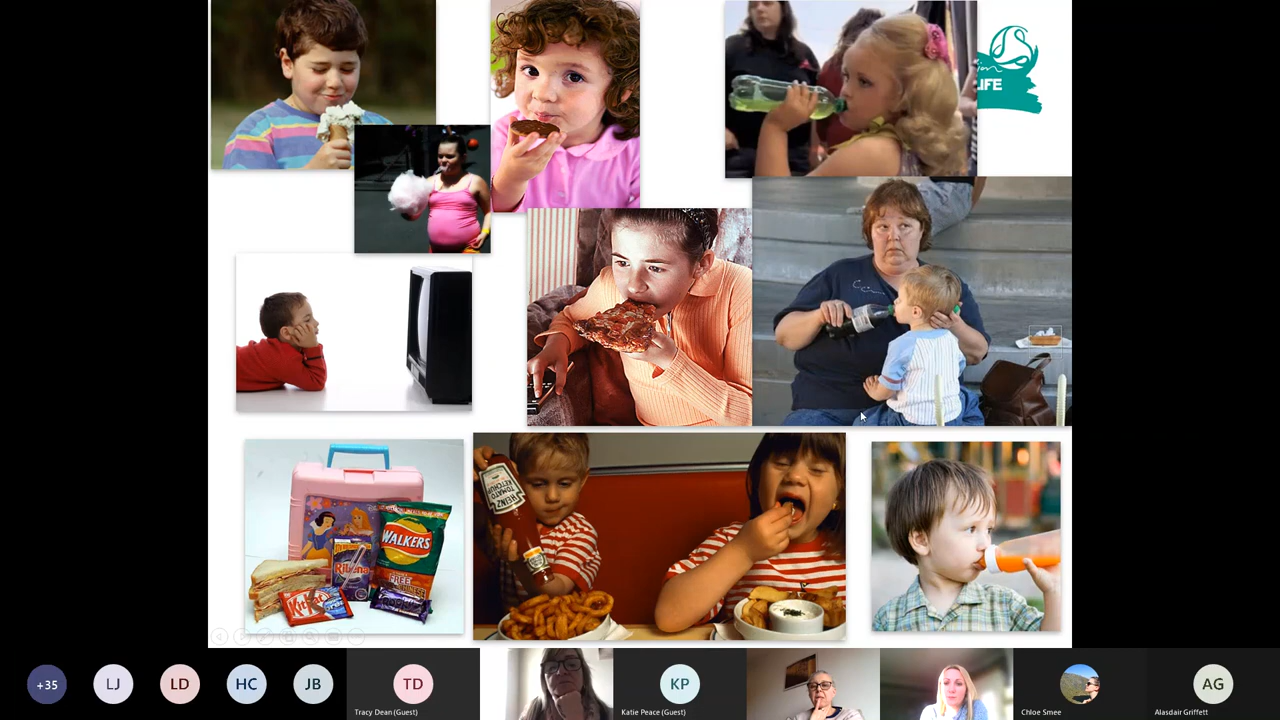 LIFE
HEINZ
TOMATO
KETCHUP
WALKERS
FREE
Ribena
KitKat
+35
LJ
LD
HC
JB
TD
KP
AG
Tracy Dean (Guest)
Katie Peace (Guest)
Chloe Smee
Alasdair Griffett